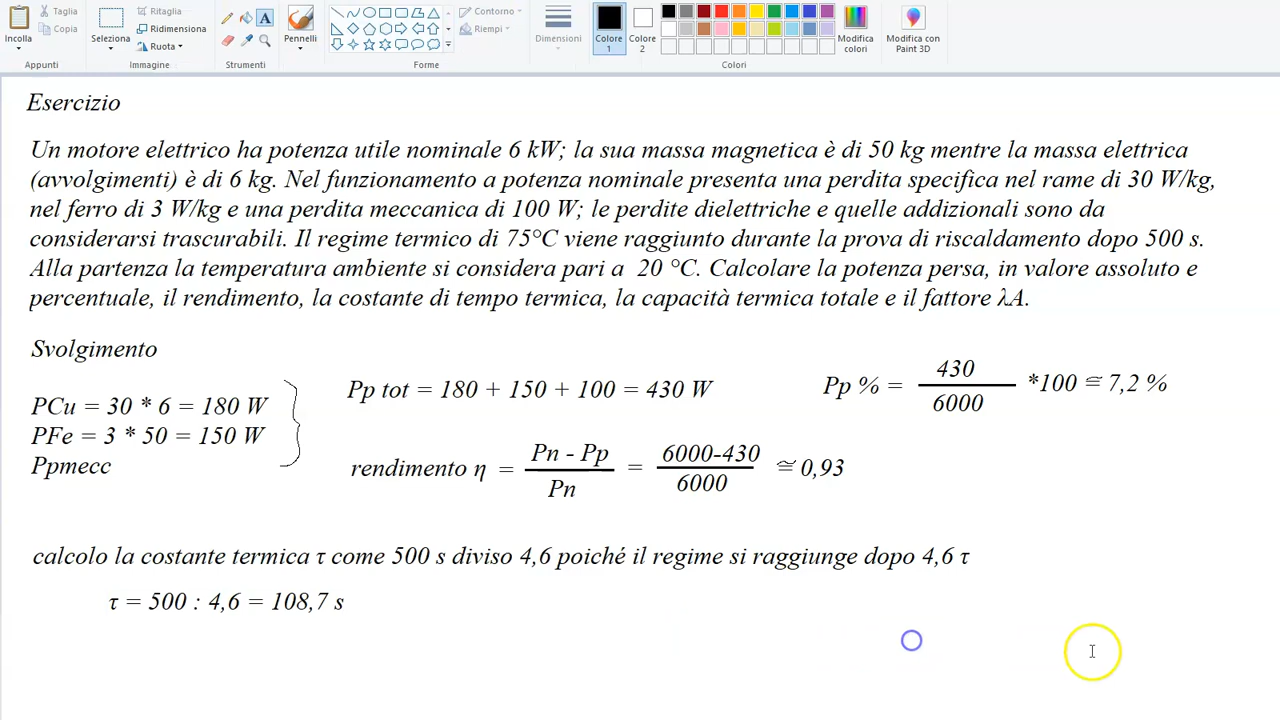 Incolla
Taglia
Copia
Appunti
Seleziona
Ritaglia
Ridimensiona
Ruota
Immagine
A
Strumenti
Pennelli
Contorno
Riempi
Forme
Dimensioni
Colore 1
Colore 2
Modifica colori
Colori
Modifica con Paint 3D
Esercizio
Un motore elettrico ha potenza utile nominale 6 kW; la sua massa magnetica è di 50 kg mentre la massa elettrica
(avvolgimenti) è di 6 kg. Nel funzionamento a potenza nominale presenta una perdita specifica nel rame di 30 W/kg,
nel ferro di 3 W/kg e una perdita meccanica di 100 W; le perdite dielettriche e quelle addizionali sono da
considerarsi trascurabili. Il regime termico di 75°C viene raggiunto durante la prova di riscaldamento dopo 500 s.
Alla partenza la temperatura ambiente si considera pari a 20 °C. Calcolare la potenza persa, in valore assoluto e
percentuale, il rendimento, la costante di tempo termica, la capacità termica totale e il fattore λA.
Svolgimento
PCu = 30 * 6 = 180 W
PFe = 3 * 50 = 150 W
Ppmecc
Pp tot = 180 + 150 + 100 = 430 W
Pp % = 430 / 6000 *100 ≅ 7,2 %
rendimento η = Pn - Pp / Pn = 6000-430 / 6000 ≅ 0,93
calcolo la costante termica τ come 500 s diviso 4,6 poiché il regime si raggiunge dopo 4,6 τ
τ = 500 : 4,6 = 108,7 s